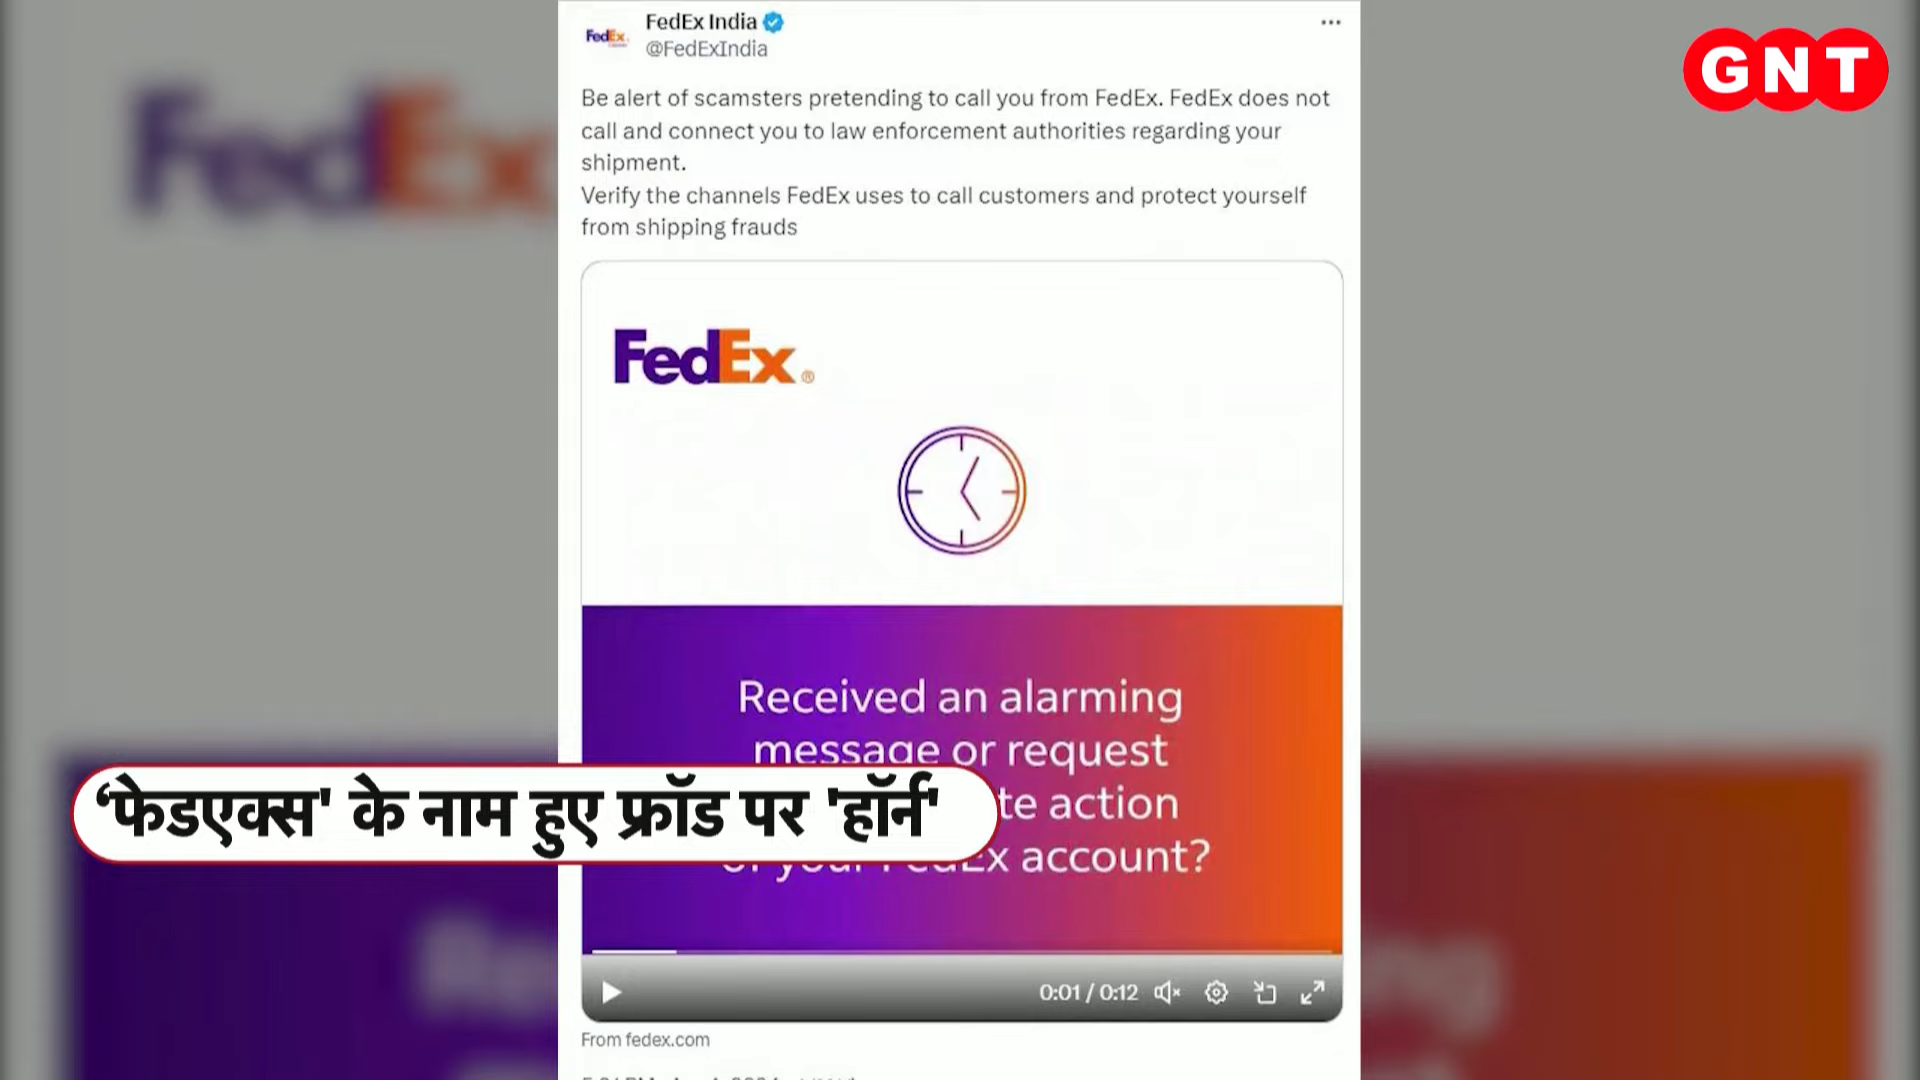 FedEx India
@FedExIndia
GNT
Be alert of scamsters pretending to call you from FedEx. FedEx does not
call and connect you to law enforcement authorities regarding your
shipment.
Verify the channels FedEx uses to call customers and protect yourself
from shipping frauds
FedEx®
Received an alarming
message or request
action
account?
‘फेडएक्स' के नाम हुए फ्रॉड पर 'हॉर्न'
0:01 / 0:12
From fedex.com